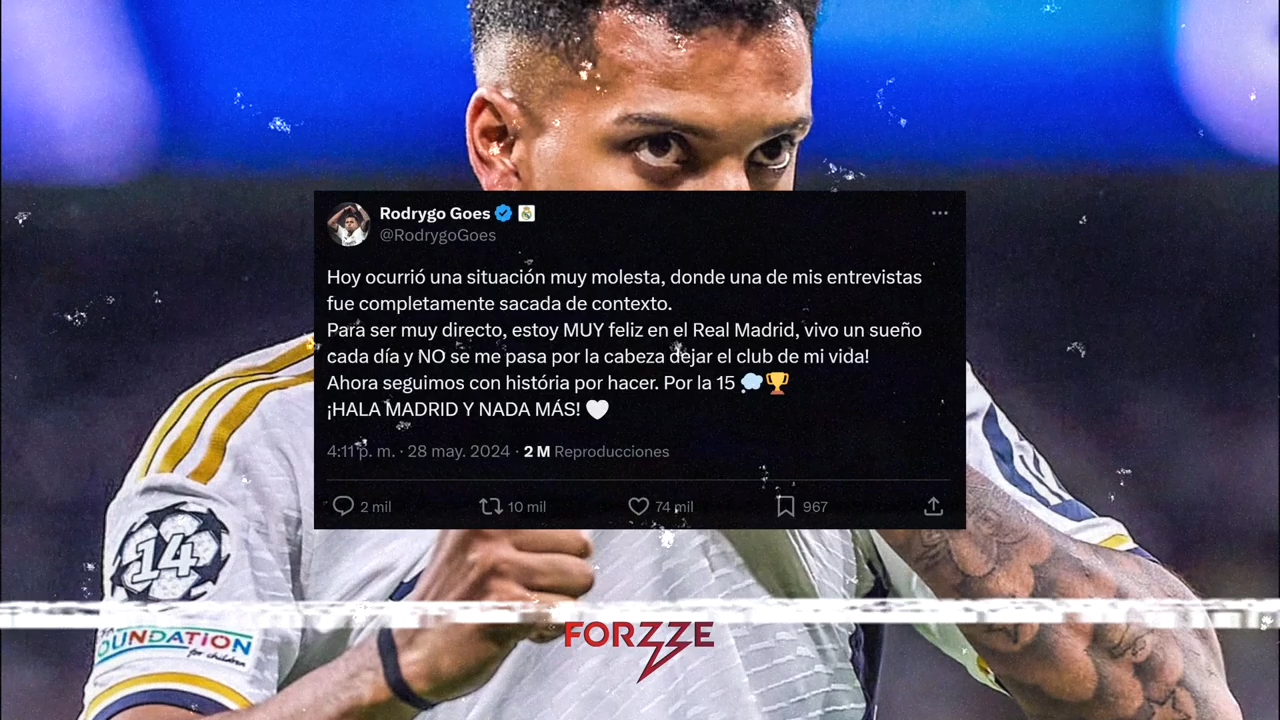 Rodrygo Goes
@RodrygoGoes
Hoy ocurrió una situación muy molesta, donde una de mis entrevistas
fue completamente sacada de contexto.
Para ser muy directo, estoy MUY feliz en el Real Madrid, vivo un sueño
cada día y NO se me pasa por la cabeza dejar el club de mi vida!
Ahora seguimos con história por hacer. Por la 15 💭🏆
¡HALA MADRID Y NADA MÁS! 🤍
4:11 p. m. · 28 may. 2024 · 2 M Reproducciones
2 mil 10 mil 74 mil 967
14
OUNDATION
for children
FORZZE